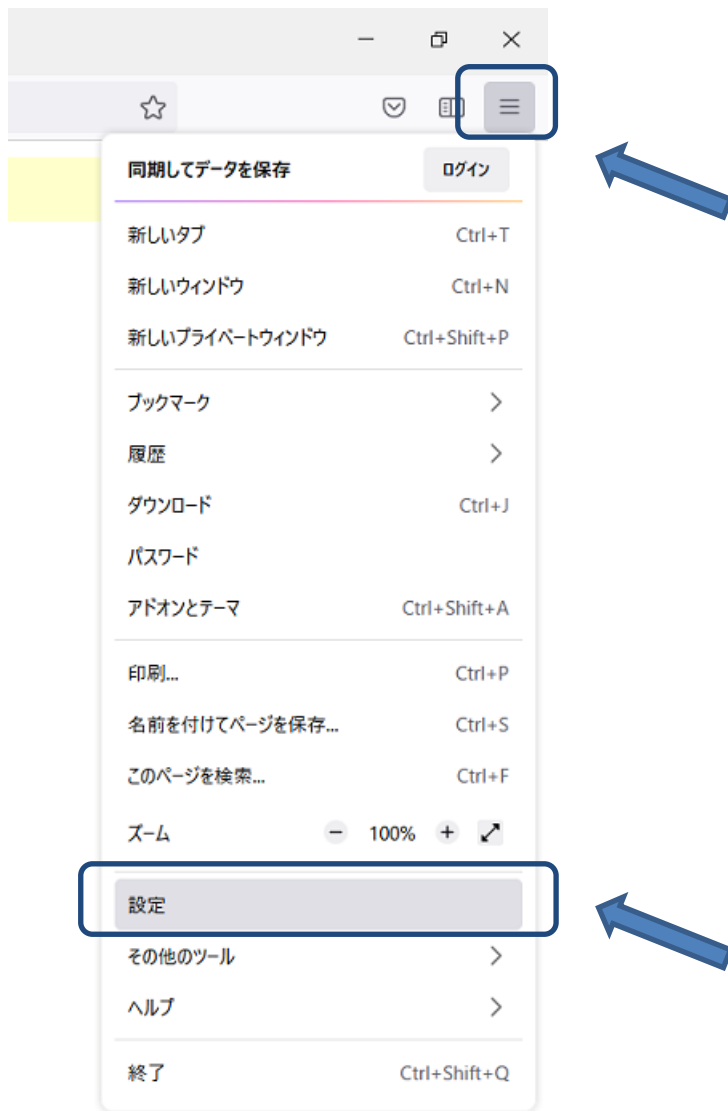 同期してデータを保存 ログイン
新しいタブ Ctrl+T
新しいウィンドウ Ctrl+N
新しいプライベートウィンドウ Ctrl+Shift+P
ブックマーク
履歴
ダウンロード Ctrl+J
パスワード
アドオンとテーマ Ctrl+Shift+A
印刷... Ctrl+P
名前を付けてページを保存... Ctrl+S
このページを検索... Ctrl+F
ズーム − 100% +
設定
その他のツール
ヘルプ
終了 Ctrl+Shift+Q